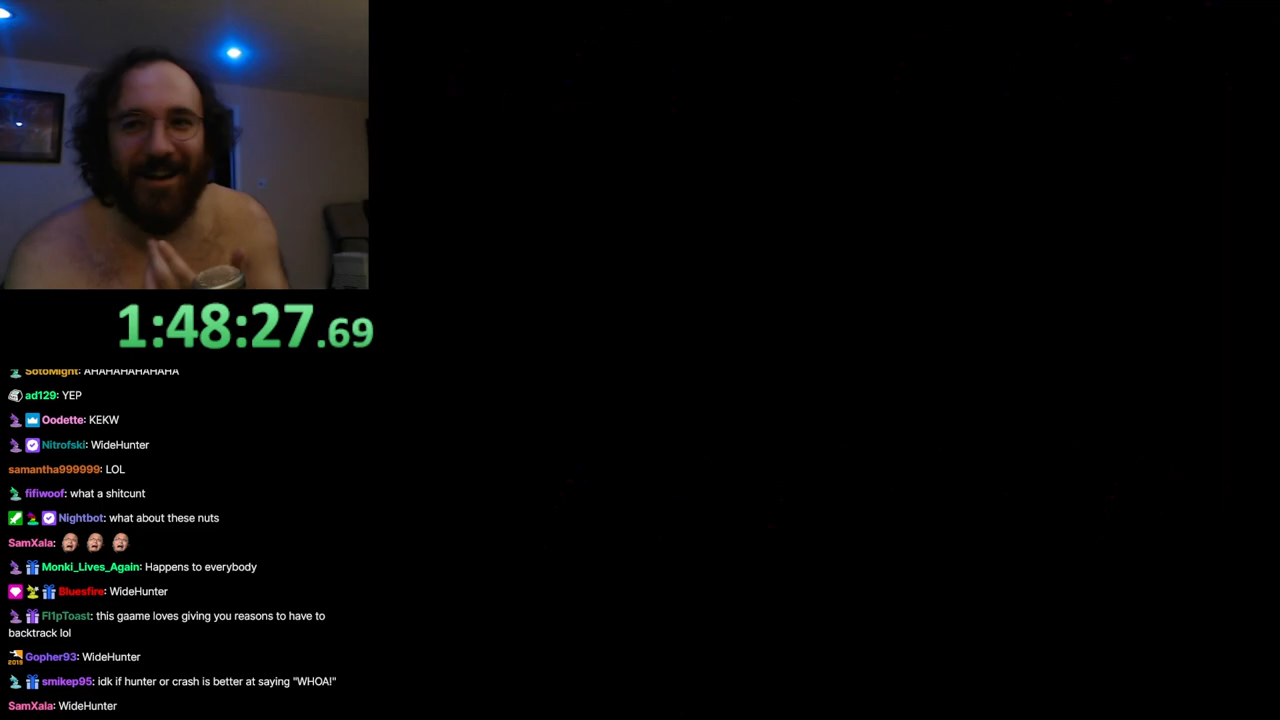 1:48:27.69
SotoMight: AHAHAHAHAHAHA
ad129: YEP
Oodette: KEKW
Nitrofski: WideHunter
samantha999999: LOL
fifiwoof: what a shitcunt
Nightbot: what about these nuts
SamXala:
Monki_Lives_Again: Happens to everybody
Bluesfire: WideHunter
Fl1pToast: this gaame loves giving you reasons to have to
backtrack lol
Gopher93: WideHunter
smikep95: idk if hunter or crash is better at saying "WHOA!"
SamXala: WideHunter